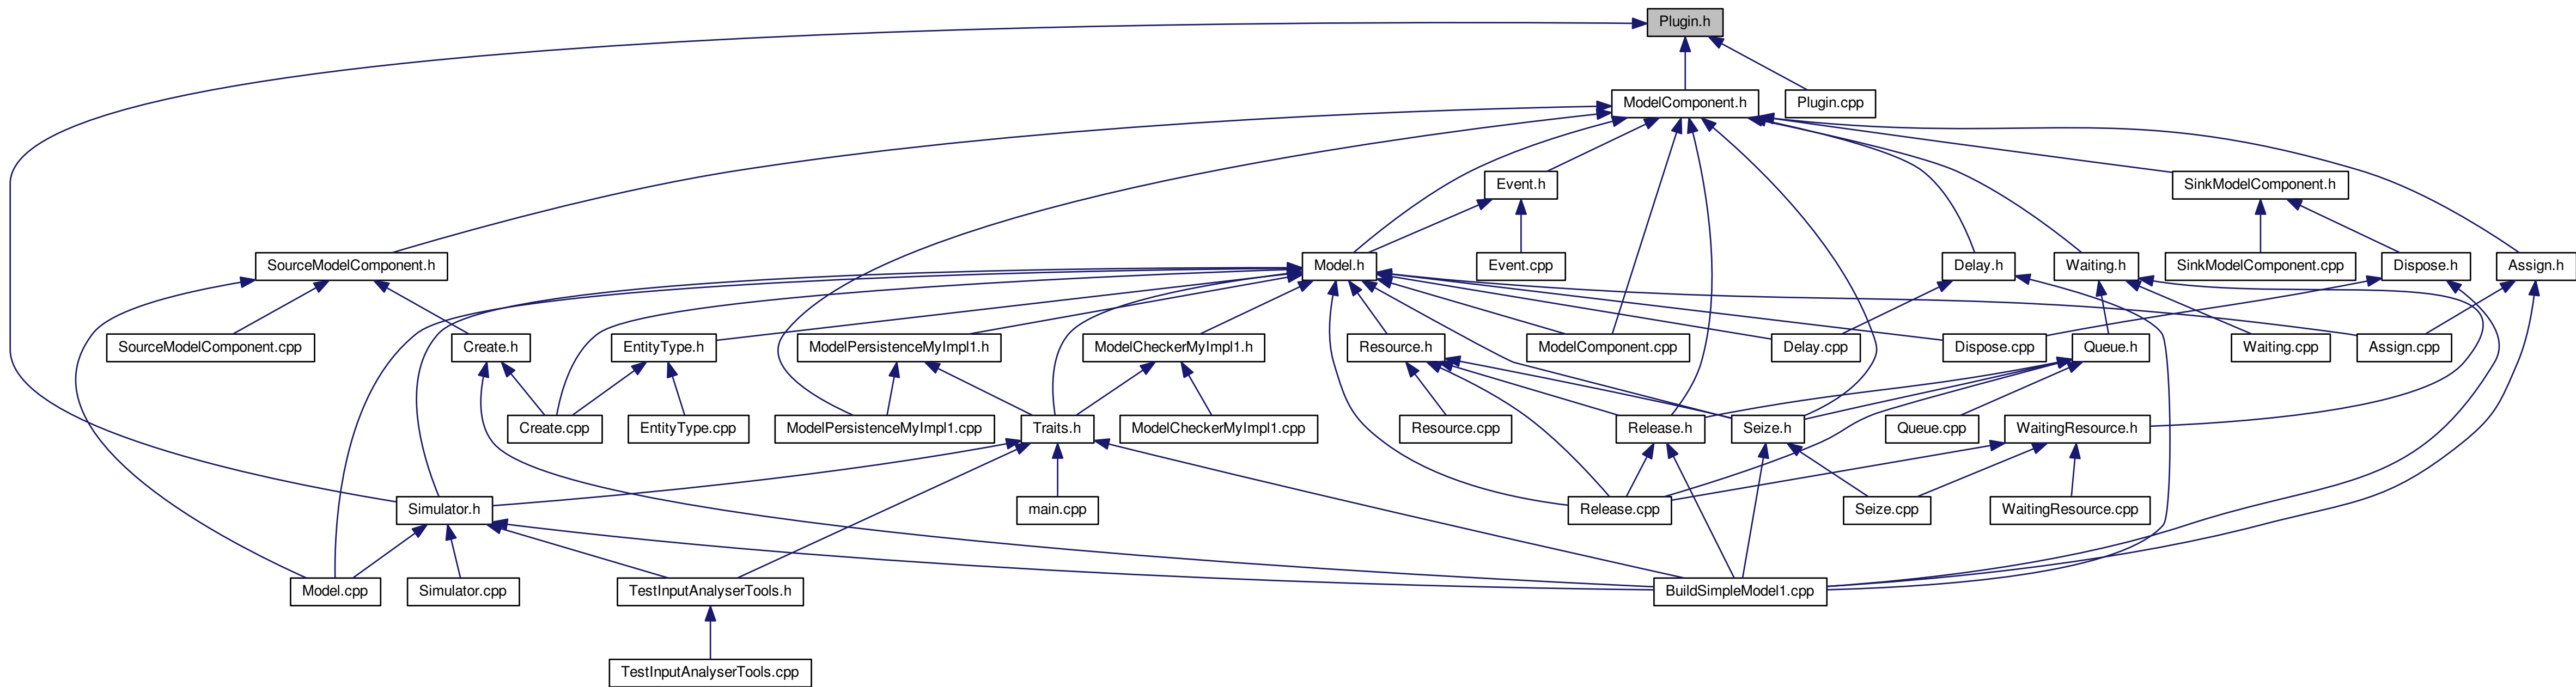 Plugin.h
ModelComponent.h
Plugin.cpp
Event.h
SinkModelComponent.h
SourceModelComponent.h
Model.h
Event.cpp
Delay.h
Waiting.h
SinkModelComponent.cpp
Dispose.h
Assign.h
SourceModelComponent.cpp
Create.h
EntityType.h
ModelPersistenceMyImpl1.h
ModelCheckerMyImpl1.h
Resource.h
ModelComponent.cpp
Delay.cpp
Dispose.cpp
Queue.h
Waiting.cpp
Assign.cpp
Create.cpp
EntityType.cpp
ModelPersistenceMyImpl1.cpp
Traits.h
ModelCheckerMyImpl1.cpp
Resource.cpp
Release.h
Seize.h
Queue.cpp
WaitingResource.h
Simulator.h
main.cpp
Release.cpp
Seize.cpp
WaitingResource.cpp
Model.cpp
Simulator.cpp
TestInputAnalyserTools.h
BuildSimpleModel1.cpp
TestInputAnalyserTools.cpp